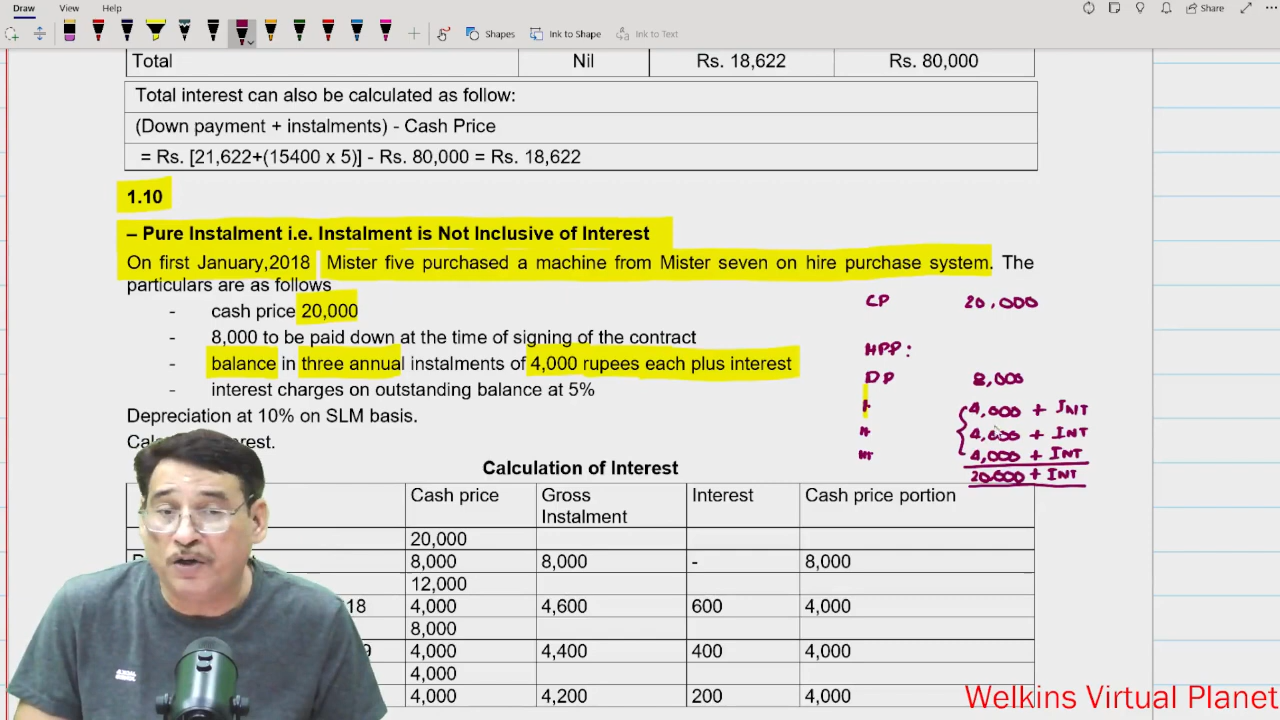 Draw View Help Share
Shapes Ink to Shape Ink to Text
Total Nil Rs. 18,622 Rs. 80,000
Total interest can also be calculated as follow:
(Down payment + instalments) - Cash Price
= Rs. [21,622+(15400 x 5)] - Rs. 80,000 = Rs. 18,622
1.10
– Pure Instalment i.e. Instalment is Not Inclusive of Interest
On first January,2018 Mister five purchased a machine from Mister seven on hire purchase system. The
particulars are as follows
- cash price 20,000
CP 20,000
- 8,000 to be paid down at the time of signing of the contract
HPP:
- balance in three annual instalments of 4,000 rupees each plus interest
DP 8,000
- interest charges on outstanding balance at 5%
I 4,000 + INT
Depreciation at 10% on SLM basis.
II 4,000 + INT
III 4,000 + INT
20,000 + INT
Calculation of Interest
Cash price Gross Instalment Interest Cash price portion
20,000
8,000 8,000 - 8,000
12,000
18 4,000 4,600 600 4,000
8,000
9 4,000 4,400 400 4,000
4,000
4,000 4,200 200 4,000
Welkins Virtual Planet